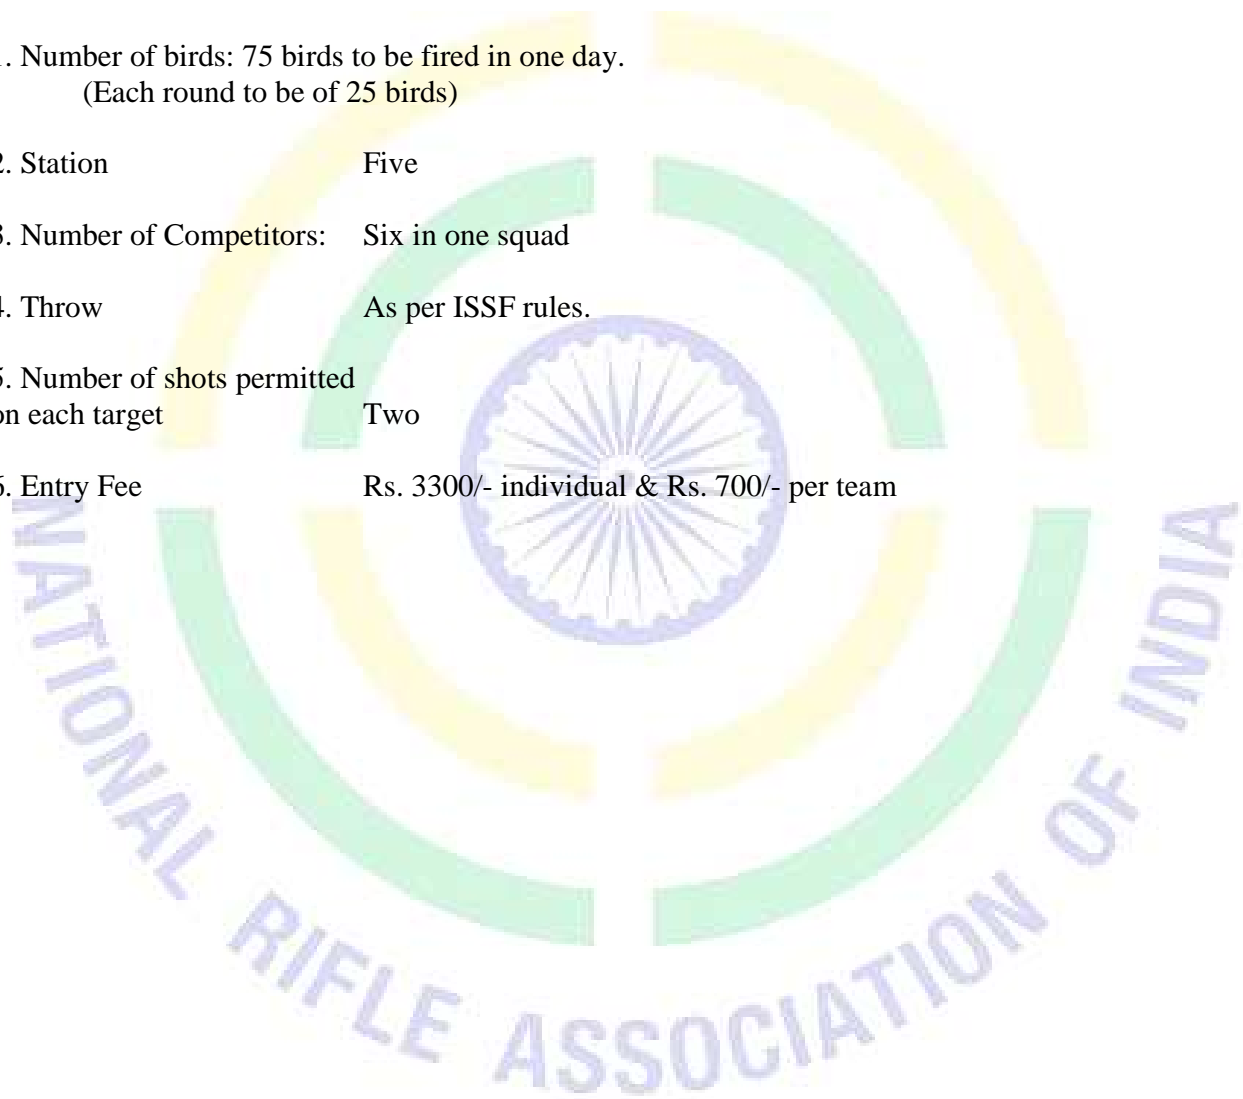 . Number of birds: 75 birds to be fired in one day.
(Each round to be of 25 birds)
2. Station Five
3. Number of Competitors: Six in one squad
4. Throw As per ISSF rules.
5. Number of shots permitted
on each target Two
6. Entry Fee Rs. 3300/- individual & Rs. 700/- per team
NATIONAL RIFLE ASSOCIATION OF INDIA